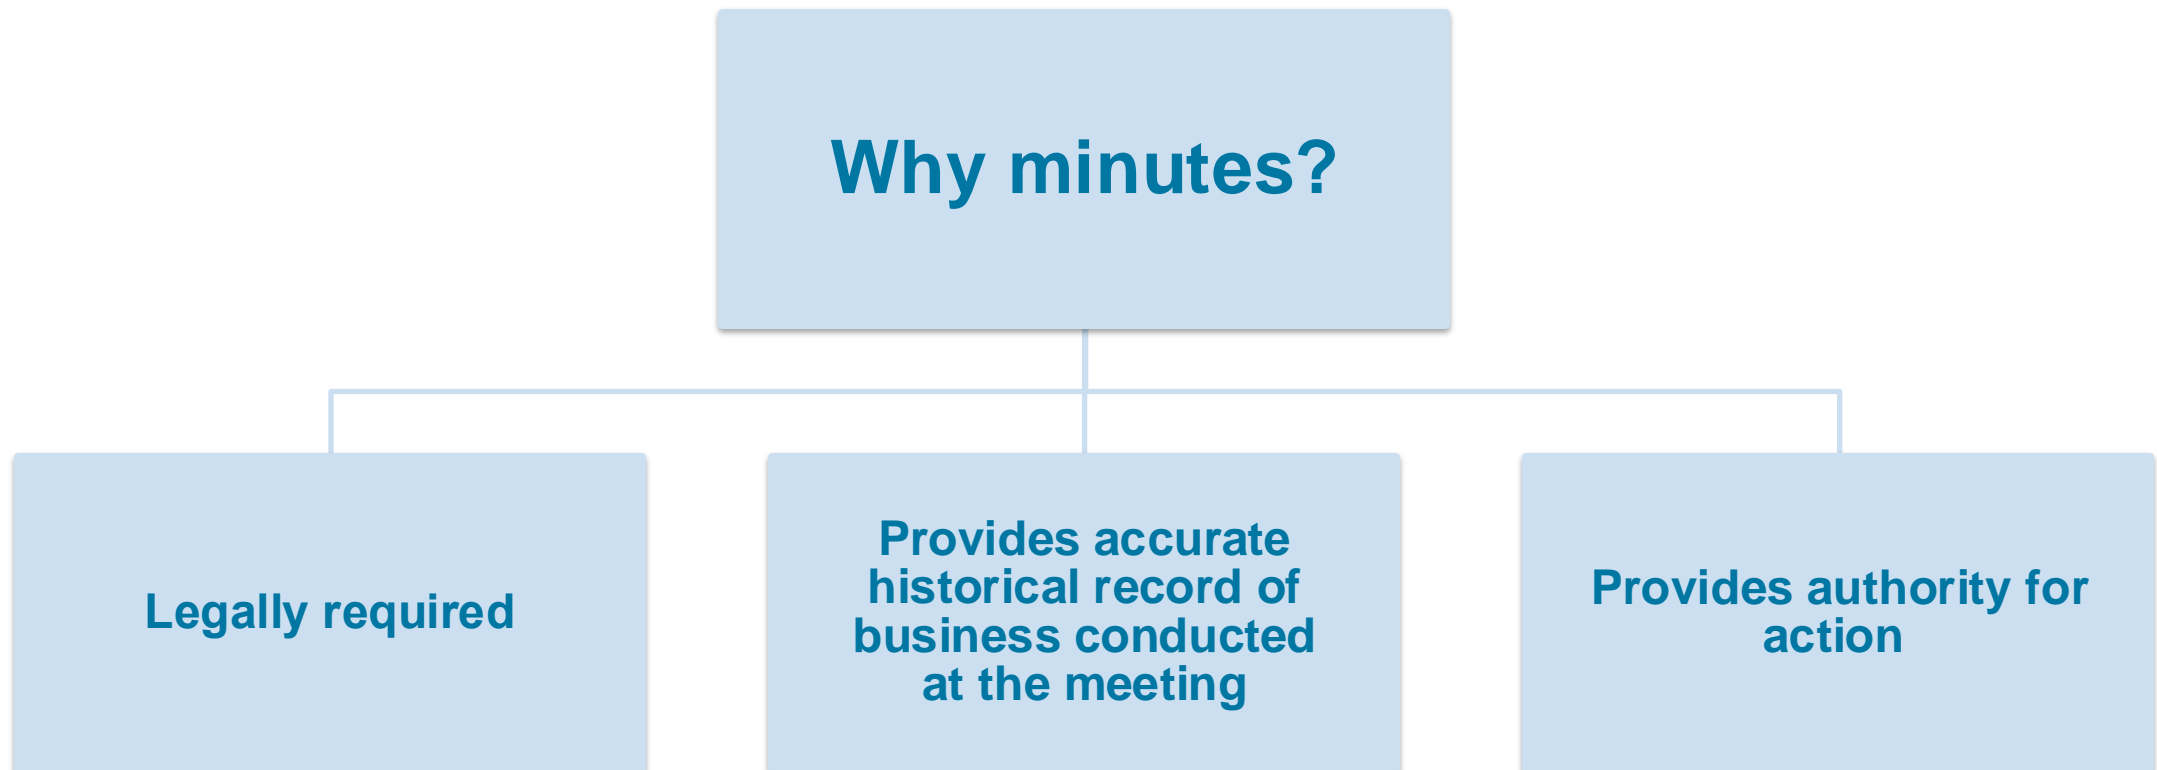 Why minutes?
Legally required
Provides accurate
historical record of
business conducted
at the meeting
Provides authority for
action